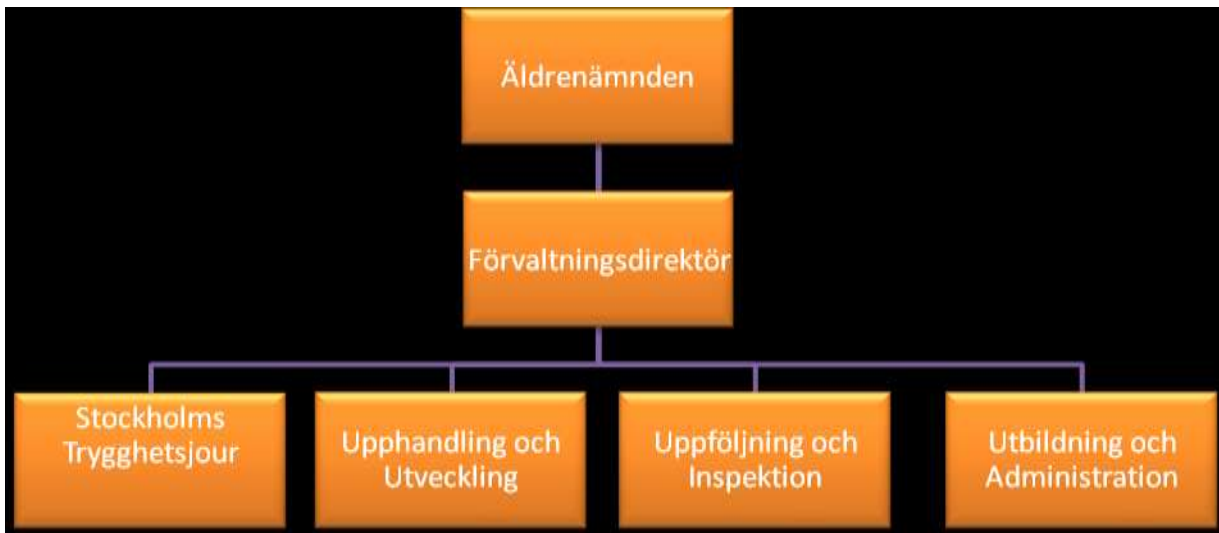 Äldrenämnden
Förvaltningsdirektör
Stockholms
Trygghetsjour
Upphandling och
Utveckling
Uppföljning och
Inspektion
Utbildning och
Administration